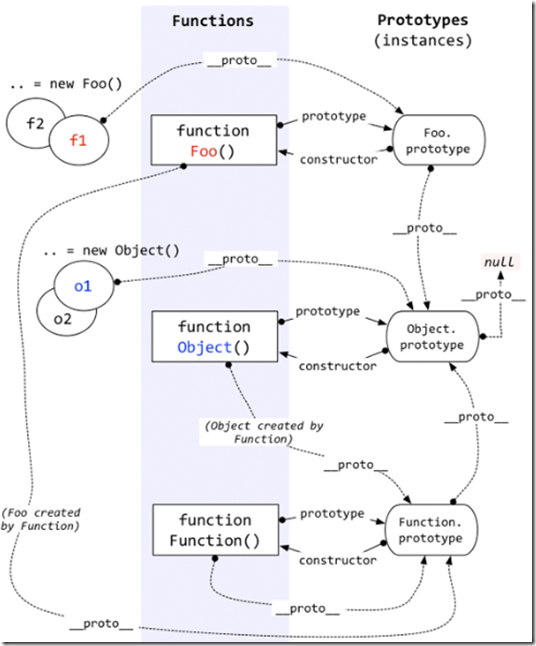 Functions
Prototypes
(instances)
__proto__
.. = new Foo()
f2
f1
function
Foo()
prototype
constructor
Foo.
prototype
__proto__
.. = new Object()
__proto__
null
__proto__
o1
o2
function
Object()
prototype
constructor
Object.
prototype
(Object created by
Function)
__proto__
__proto__
(Foo created
by Function)
function
Function()
prototype
constructor
Function.
prototype
__proto__
__proto__